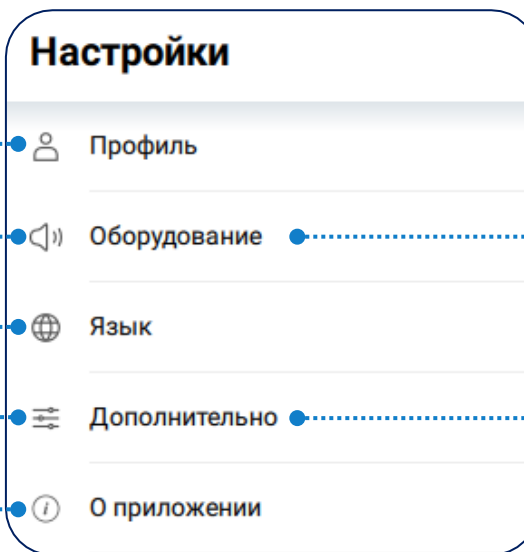 Настройки
Профиль
Оборудование
Язык
Дополнительно
О приложении